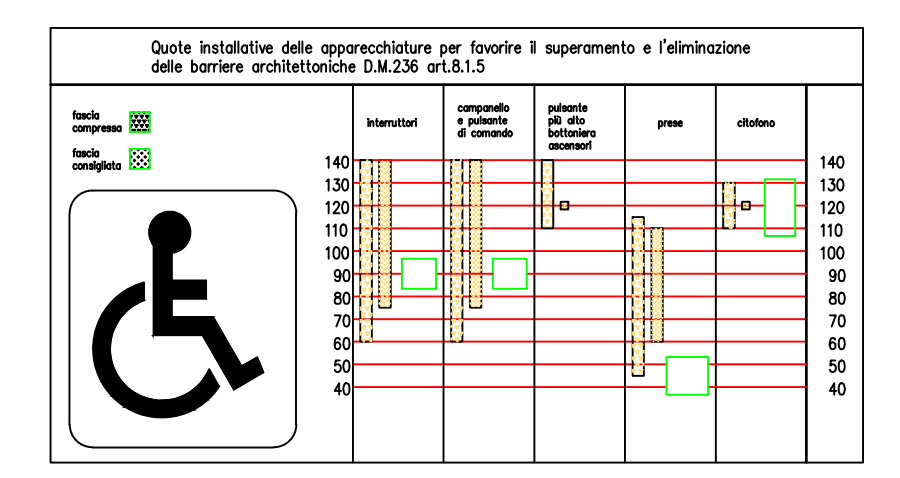 Quote installative delle apparecchiature per favorire il superamento e l'eliminazione
delle barriere architettoniche D.M.236 art.8.1.5
fascia
compressa
fascia
consigliata
interruttori
campanello
e pulsante
di comando
pulsante
più alto
bottoniera
ascensori
prese
citofono
140 140
130 130
120 120
110 110
100 100
90 90
80 80
70 70
60 60
50 50
40 40